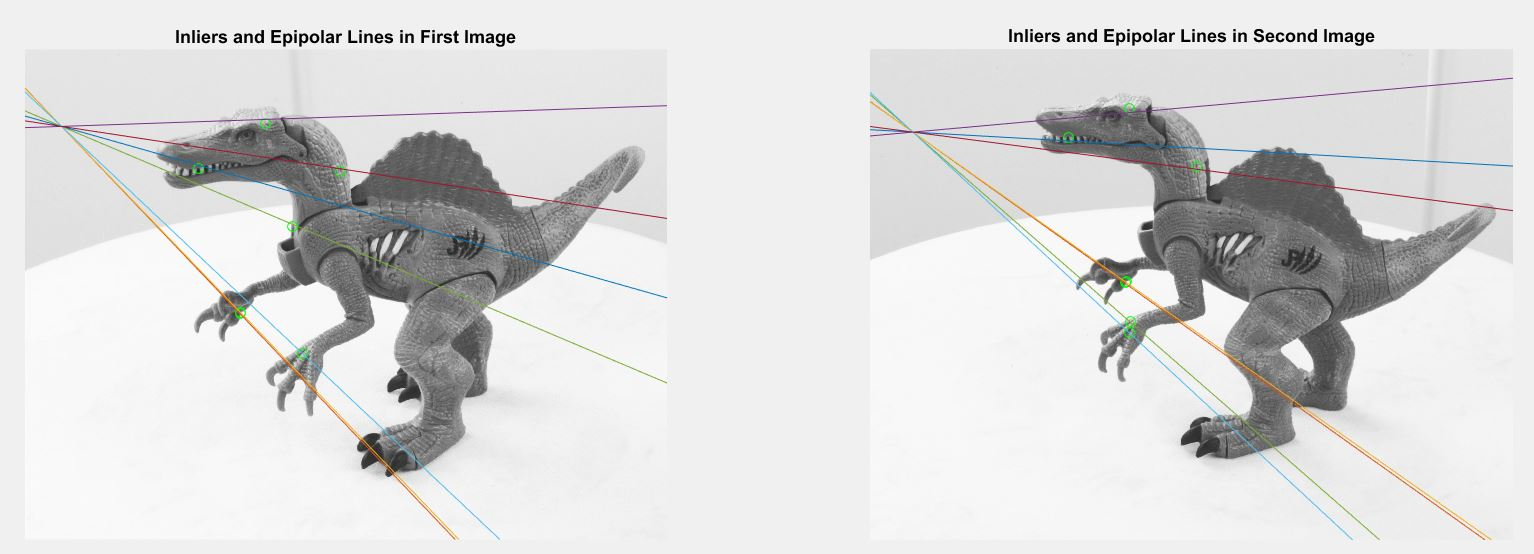 Inliers and Epipolar Lines in First Image
Inliers and Epipolar Lines in Second Image